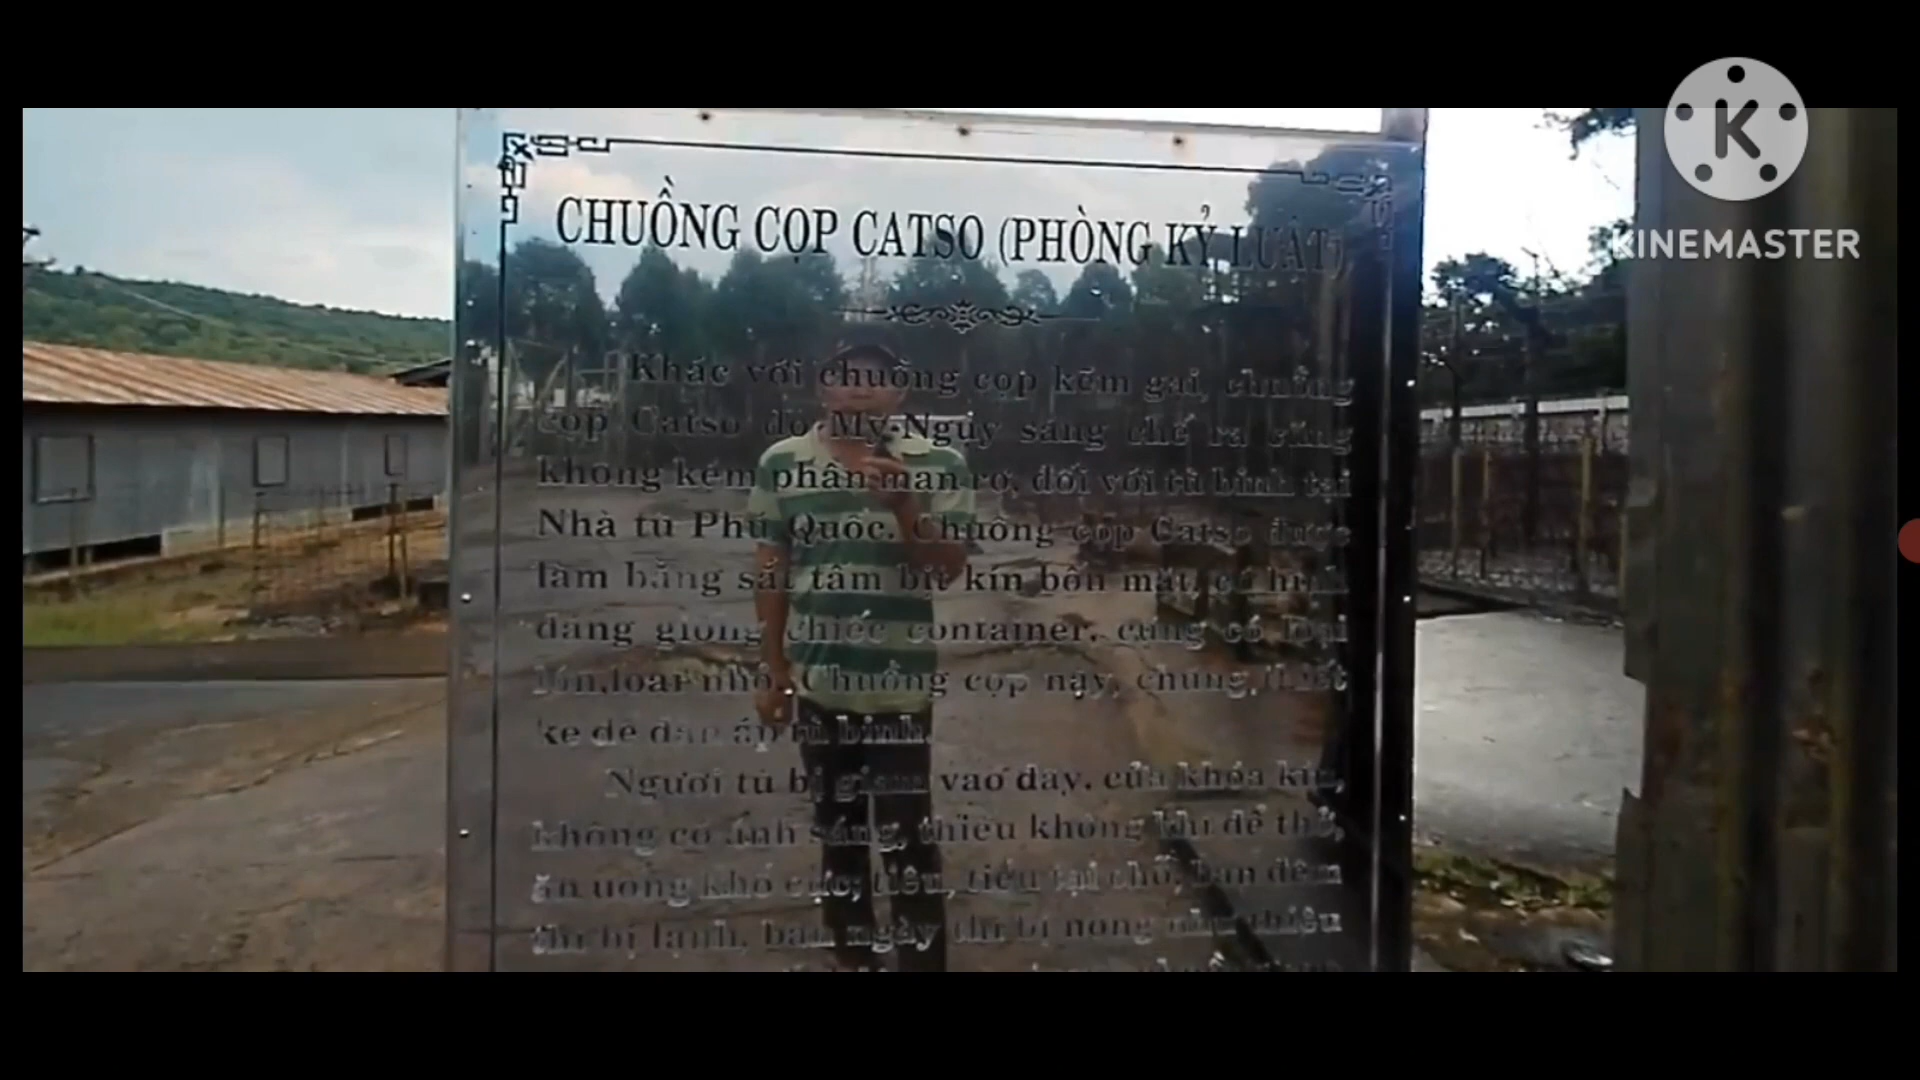 CHUỒNG CỌP CATSO (PHÒNG KỶ LUẬT)
Khác với chuồng cọp kẽm gai, chuồng
cọp Catso do Mỹ-Ngụy sáng chế ra cũng
không kém phần man rợ, đối với tù binh tại
Nhà tù Phú Quốc. Chuồng cọp Catso được
làm bằng sắt tấm bịt kín bốn mặt, có hình
dáng giống chiếc container, cũng có loại
lớn, loại nhỏ. Chuồng cọp này, chúng thiết
kế để đàn áp tù binh.
Người tù bị giam vào đây, cửa khóa kín,
không có ánh sáng, thiếu không khí để thở,
ăn uống khổ cực, tiêu, tiểu tại chỗ, ban đêm
thì bị lạnh, ban ngày thì bị nóng như thiêu
KINEMASTER